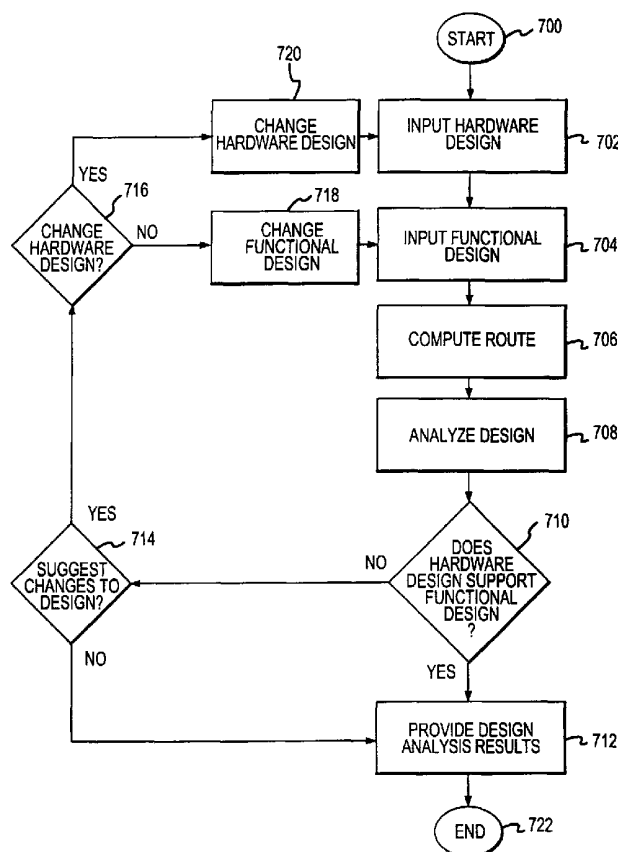 START
700
720
CHANGE
HARDWARE DESIGN
INPUT HARDWARE
DESIGN
702
YES
716
CHANGE
HARDWARE
DESIGN?
NO
718
CHANGE
FUNCTIONAL
DESIGN
INPUT FUNCTIONAL
DESIGN
704
COMPUTE ROUTE
706
ANALYZE DESIGN
708
YES
714
SUGGEST
CHANGES TO
DESIGN?
NO
710
DOES
HARDWARE
DESIGN SUPPORT
FUNCTIONAL
DESIGN
?
NO
YES
PROVIDE DESIGN
ANALYSIS RESULTS
712
END
722